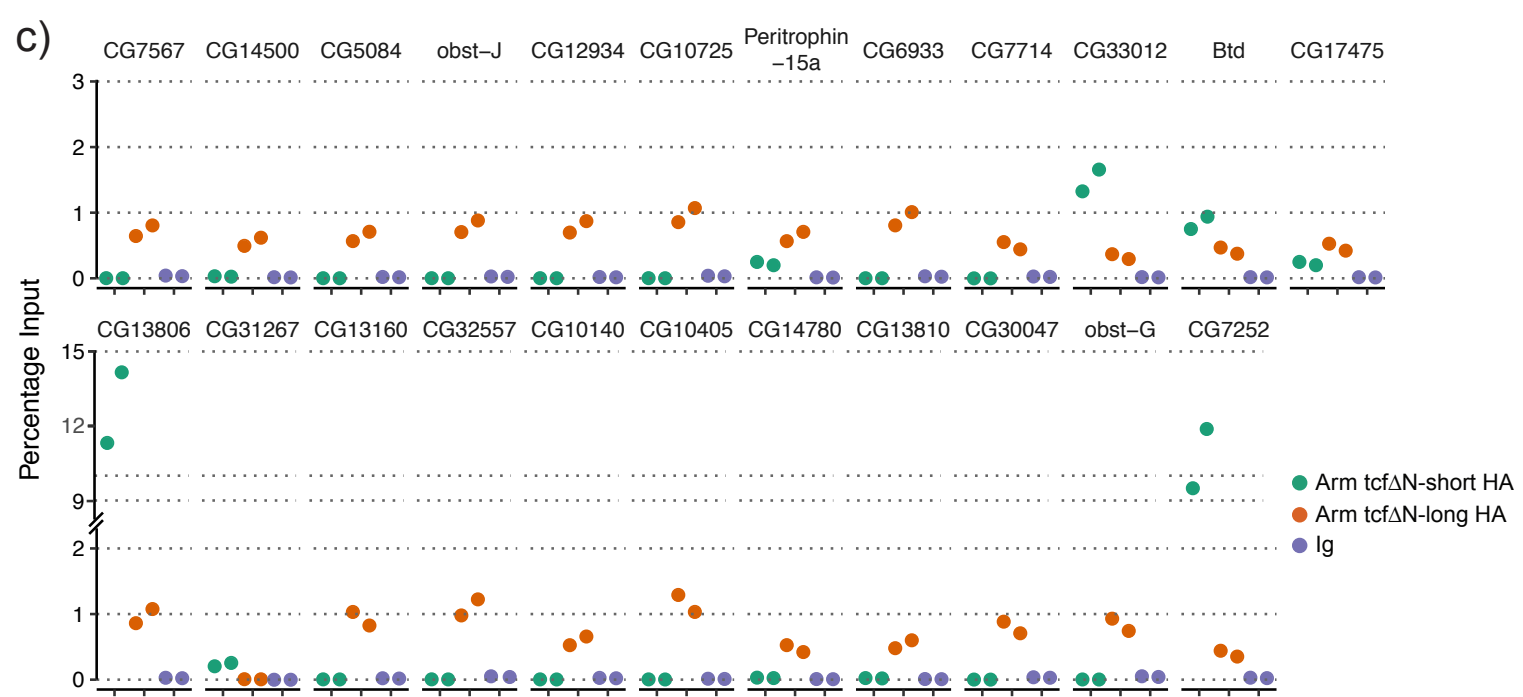 c)
CG7567 CG14500 CG5084 obst–J CG12934 CG10725 Peritrophin CG6933 CG7714 CG33012 Btd CG17475
–15a
3
2
1
0
Percentage Input
CG13806 CG31267 CG13160 CG32557 CG10140 CG10405 CG14780 CG13810 CG30047 obst–G CG7252
15
12
9
2
1
0
Arm tcfΔN-short HA
Arm tcfΔN-long HA
Ig